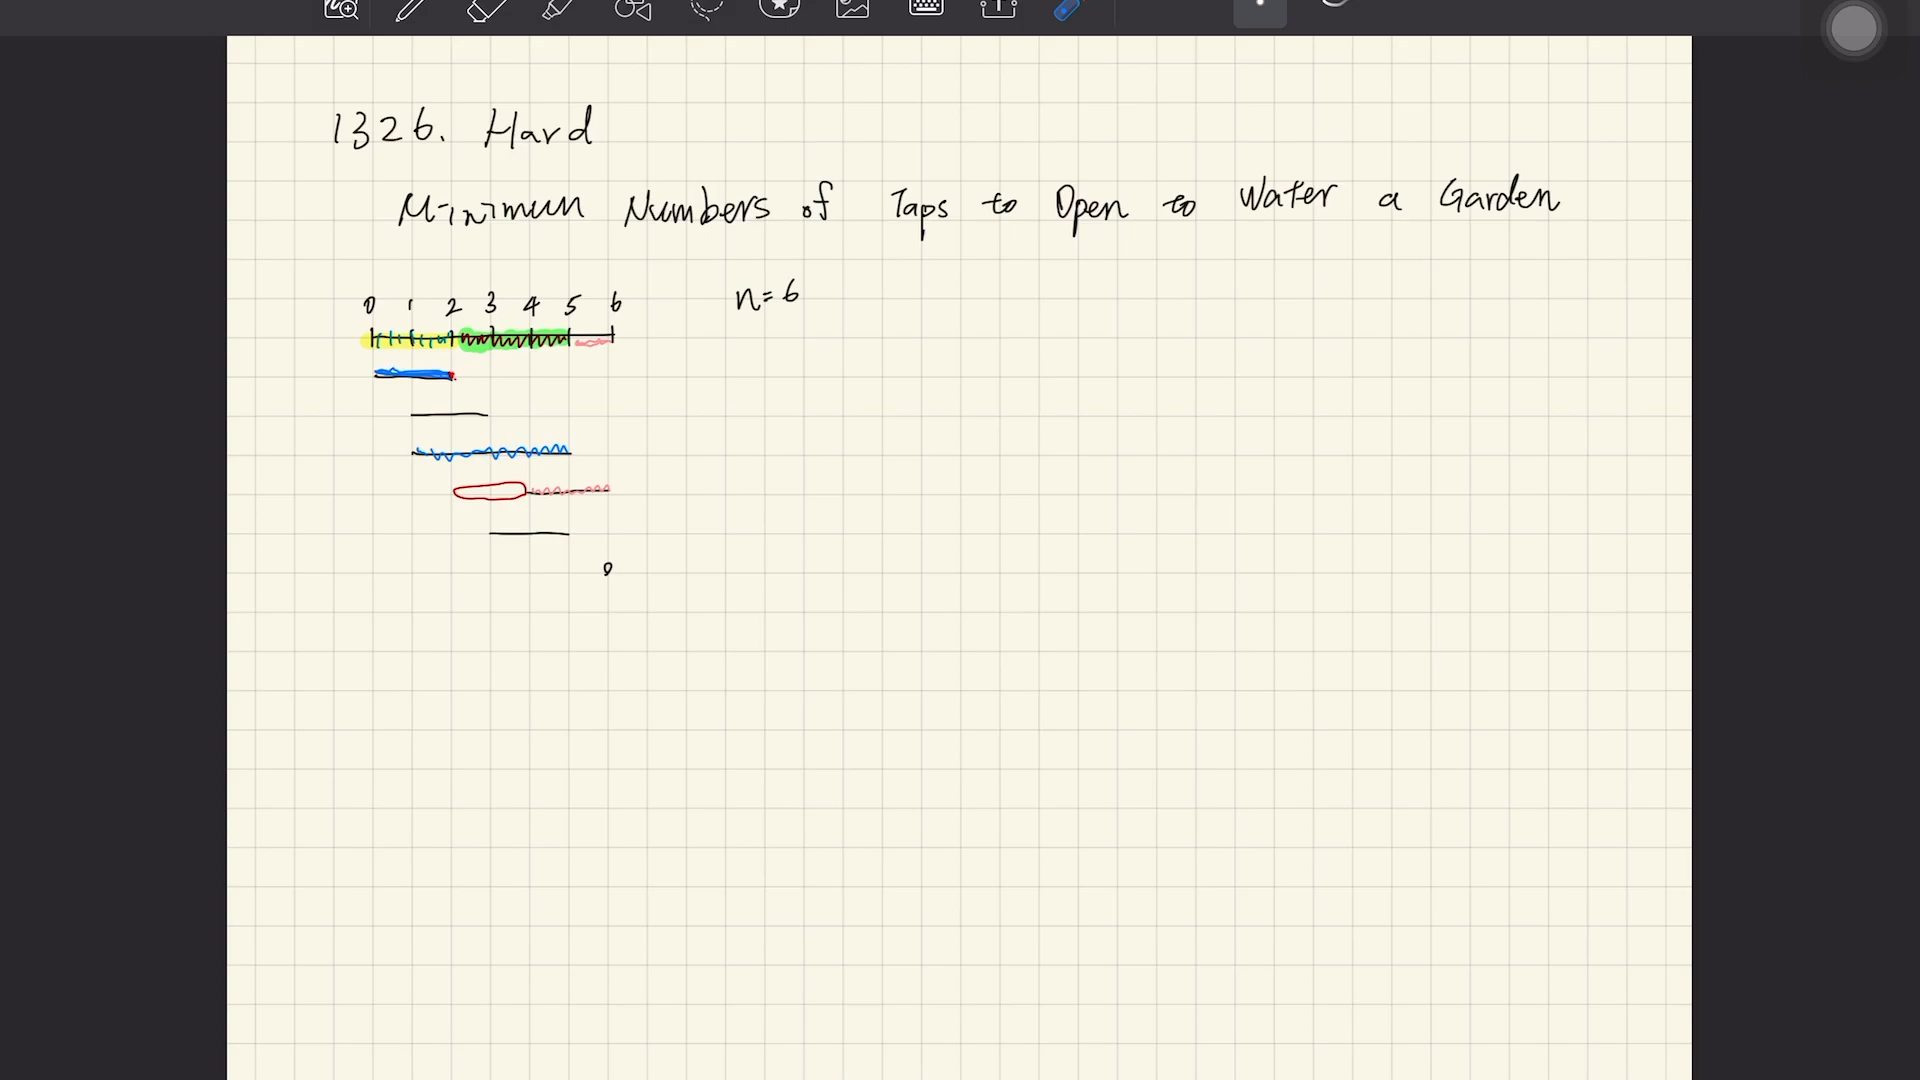 1326. Hard
Minimun Numbers of Taps to Open to Water a Garden
0 1 2 3 4 5 6 n=6
0